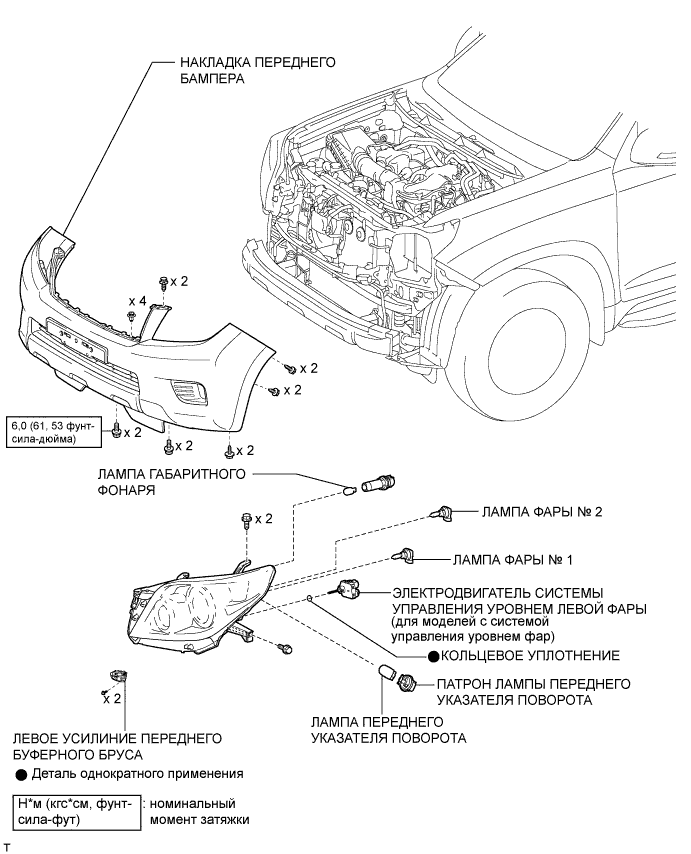 НАКЛАДКА ПЕРЕДНЕГО
БАМПЕРА
x 2
x 4
x 2
x 2
6,0 (61, 53 фунт-
сила-дюйма)
x 2
x 2
x 2
ЛАМПА ГАБАРИТНОГО
ФОНАРЯ
x 2
ЛАМПА ФАРЫ № 2
ЛАМПА ФАРЫ № 1
ЭЛЕКТРОДВИГАТЕЛЬ СИСТЕМЫ
УПРАВЛЕНИЯ УРОВНЕМ ЛЕВОЙ ФАРЫ
(для моделей с системой
управления уровнем фар)
КОЛЬЦЕВОЕ УПЛОТНЕНИЕ
ПАТРОН ЛАМПЫ ПЕРЕДНЕГО
УКАЗАТЕЛЯ ПОВОРОТА
x 2
ЛАМПА ПЕРЕДНЕГО
УКАЗАТЕЛЯ ПОВОРОТА
ЛЕВОЕ УСИЛИНИЕ ПЕРЕДНЕГО
БУФЕРНОГО БРУСА
Деталь однократного применения
Н*м (кгс*см, фунт-
сила-фут)
: номинальный
момент затяжки
T